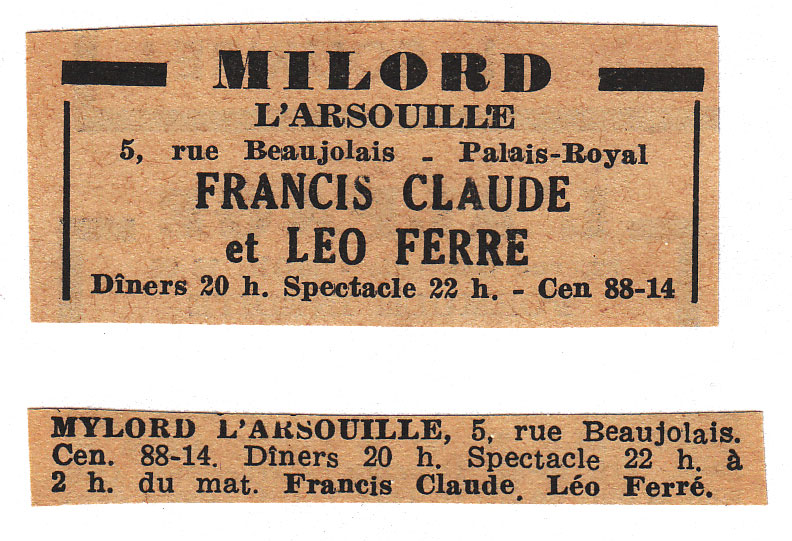 MILORD
L'ARSOUILLE
5, rue Beaujolais - Palais-Royal
FRANCIS CLAUDE
et LEO FERRE
Dîners 20 h. Spectacle 22 h. - Cen 88-14
MYLORD L'ARSOUILLE, 5, rue Beaujolais.
Cen. 88-14. Dîners 20 h. Spectacle 22 h. à
2 h. du mat. Francis Claude, Léo Ferré.